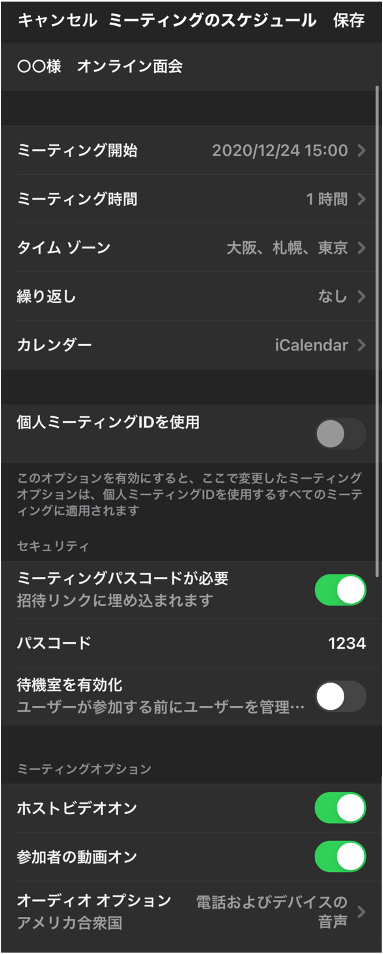 キャンセル ミーティングのスケジュール 保存
〇〇様 オンライン面会
ミーティング開始 2020/12/24 15:00
ミーティング時間 1 時間
タイム ゾーン 大阪、札幌、東京
繰り返し なし
カレンダー iCalendar
個人ミーティングIDを使用
このオプションを有効にすると、ここで変更したミーティング
オプションは、個人ミーティングIDを使用するすべてのミーテ
ィングに適用されます
セキュリティ
ミーティングパスコードが必要
招待リンクに埋め込まれます
パスコード 1234
待機室を有効化
ユーザーが参加する前にユーザーを管理…
ミーティングオプション
ホストビデオオン
参加者の動画オン
オーディオ オプション 電話およびデバイスの
アメリカ合衆国 音声